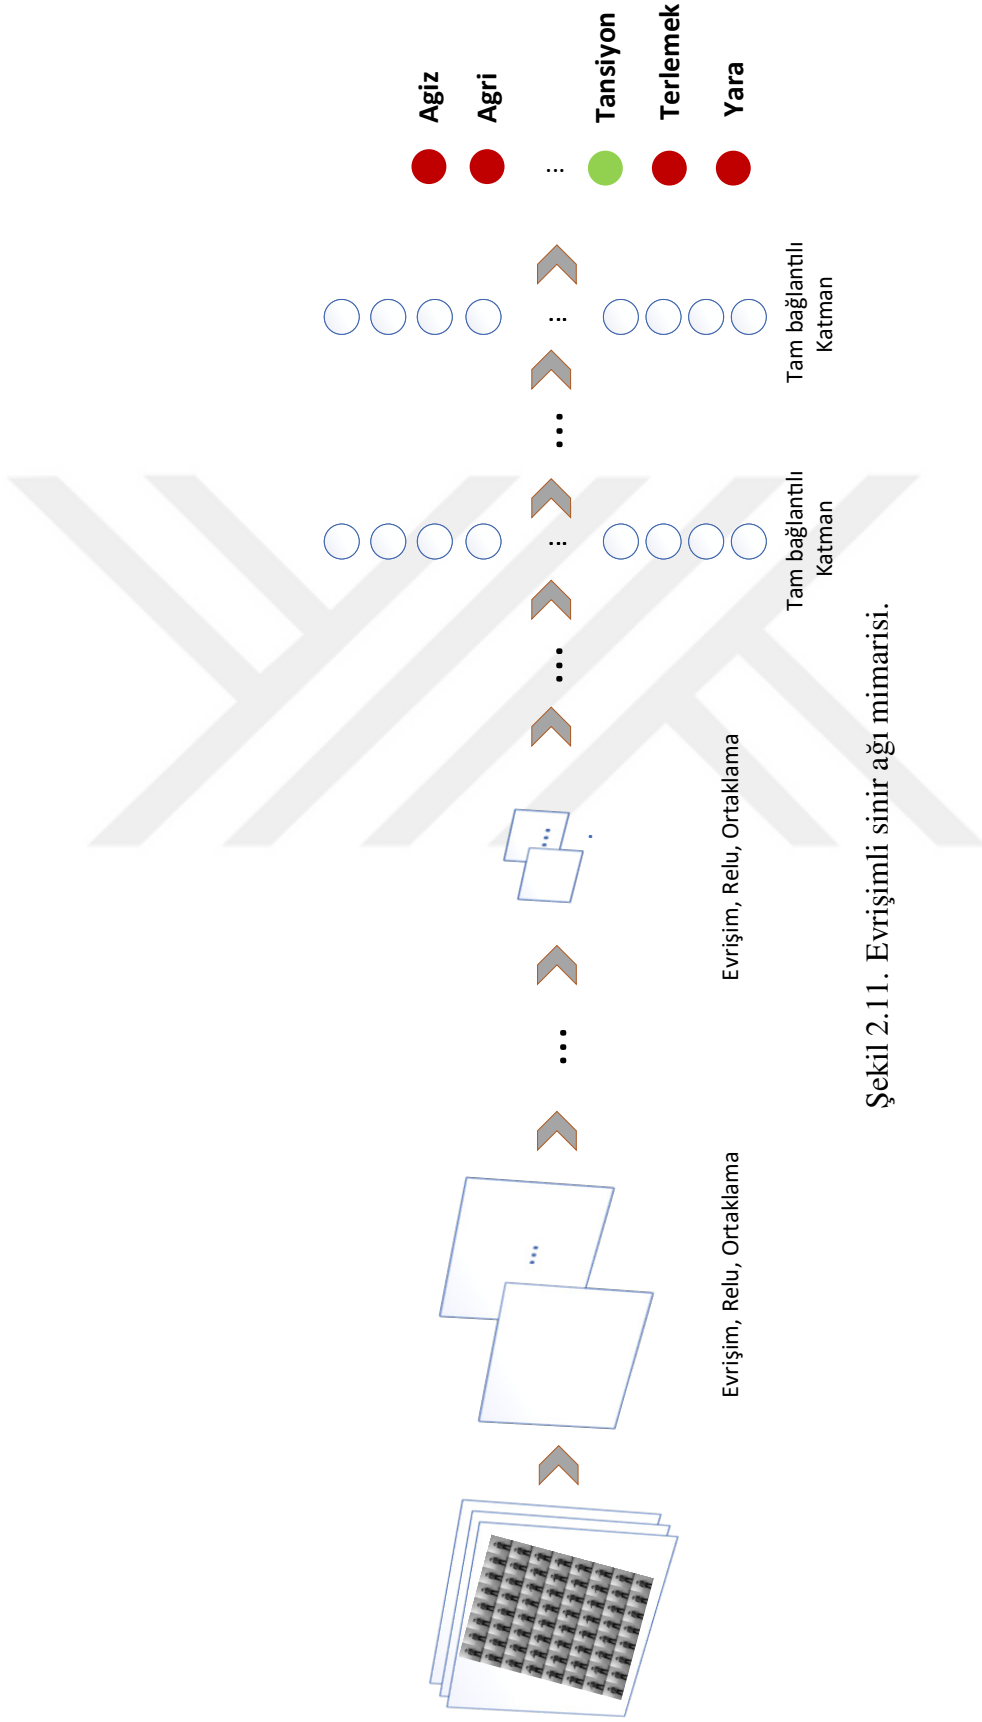 Evrişim, Relu, Ortaklama
Evrişim, Relu, Ortaklama
Tam bağlantılı
Katman
Tam bağlantılı
Katman
Agiz
Agri
...
Tansiyon
Terlemek
Yara
Şekil 2.11. Evrişimli sinir ağı mimarisi.